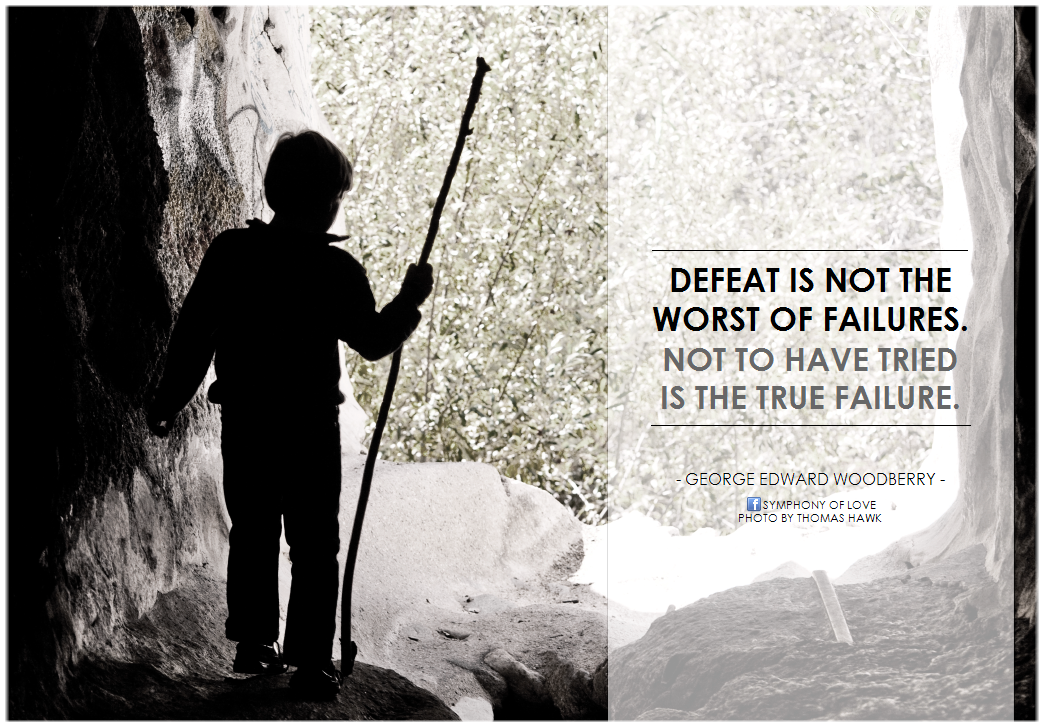 DEFEAT IS NOT THE
WORST OF FAILURES.
NOT TO HAVE TRIED
IS THE TRUE FAILURE.
- GEORGE EDWARD WOODBERRY -
f SYMPHONY OF LOVE
PHOTO BY THOMAS HAWK